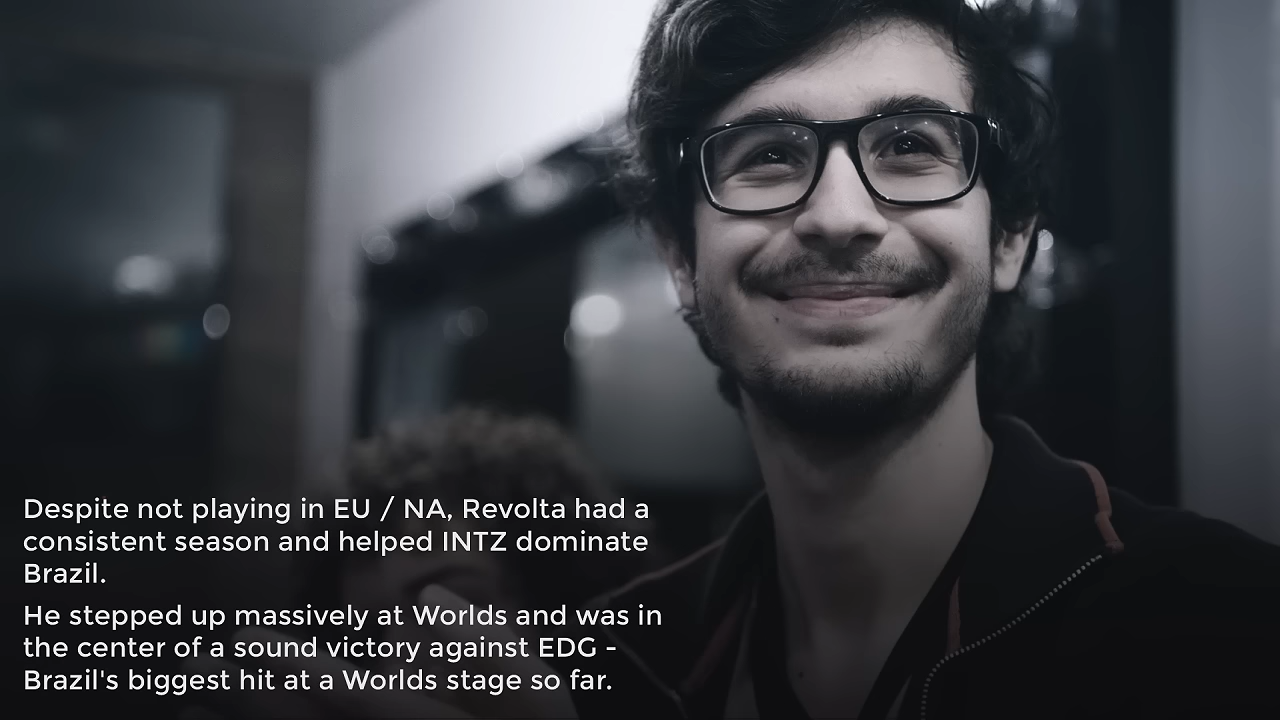 Despite not playing in EU / NA, Revolta had a
consistent season and helped INTZ dominate
Brazil.
He stepped up massively at Worlds and was in
the center of a sound victory against EDG -
Brazil's biggest hit at a Worlds stage so far.